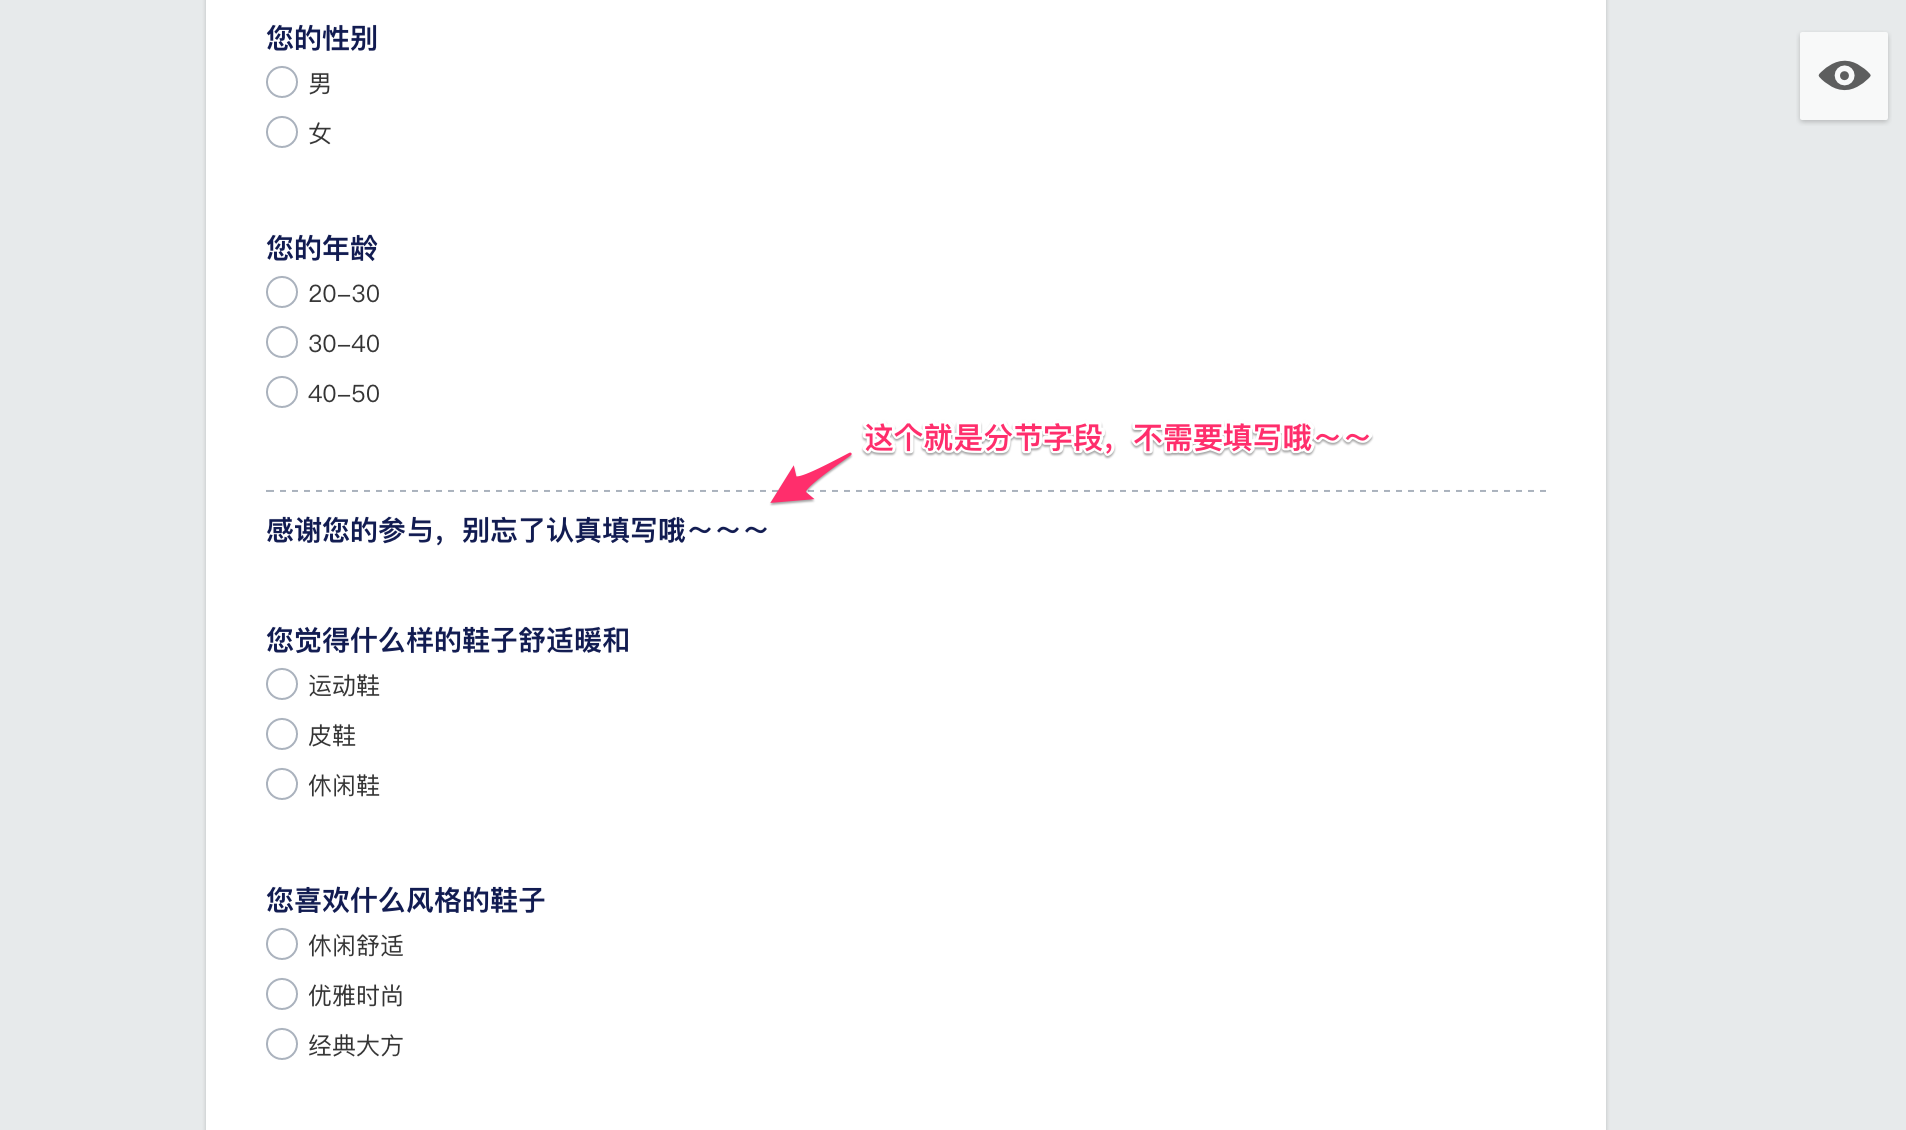 您的性别
男
女
您的年龄
20-30
30-40
40-50
这个就是分节字段，不需要填写哦～～
感谢您的参与，别忘了认真填写哦～～～
您觉得什么样的鞋子舒适暖和
运动鞋
皮鞋
休闲鞋
您喜欢什么风格的鞋子
休闲舒适
优雅时尚
经典大方